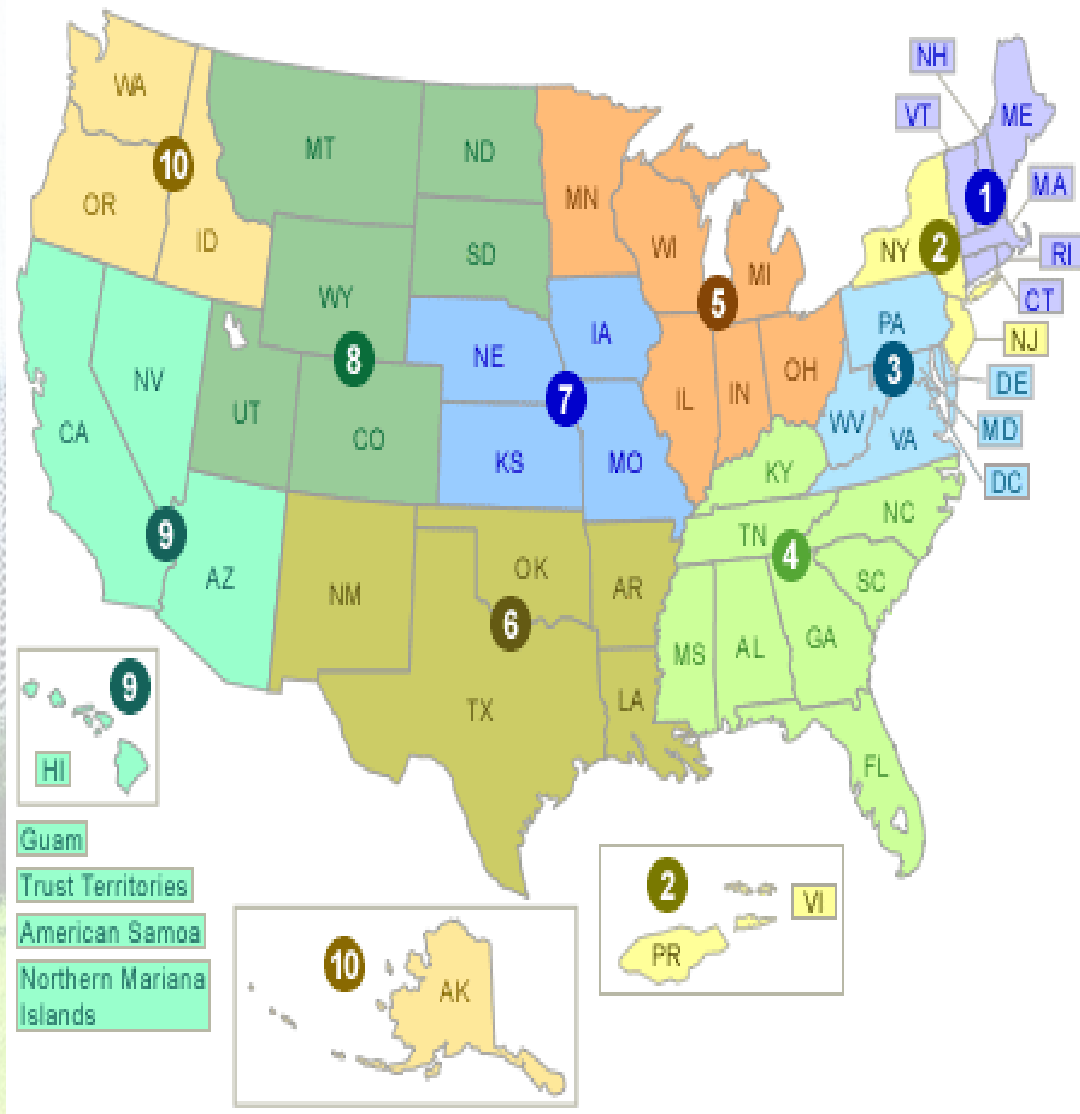 NH
WA
VT
ME
MT
ND
10
MN
MA
OR
1
ID
SD
WI
NY
2
RI
MI
WY
CT
5
PA
IA
NJ
NE
8
3
OH
NV
DE
7
IL
IN
UT
WV
CA
CO
VA
MD
KS
MO
KY
DC
NC
9
TN
4
OK
AZ
AR
SC
NM
6
GA
MS
AL
9
LA
TX
HI
FL
Guam
2
Trust Territories
VI
American Samoa
PR
10
Northern Mariana
Islands
AK